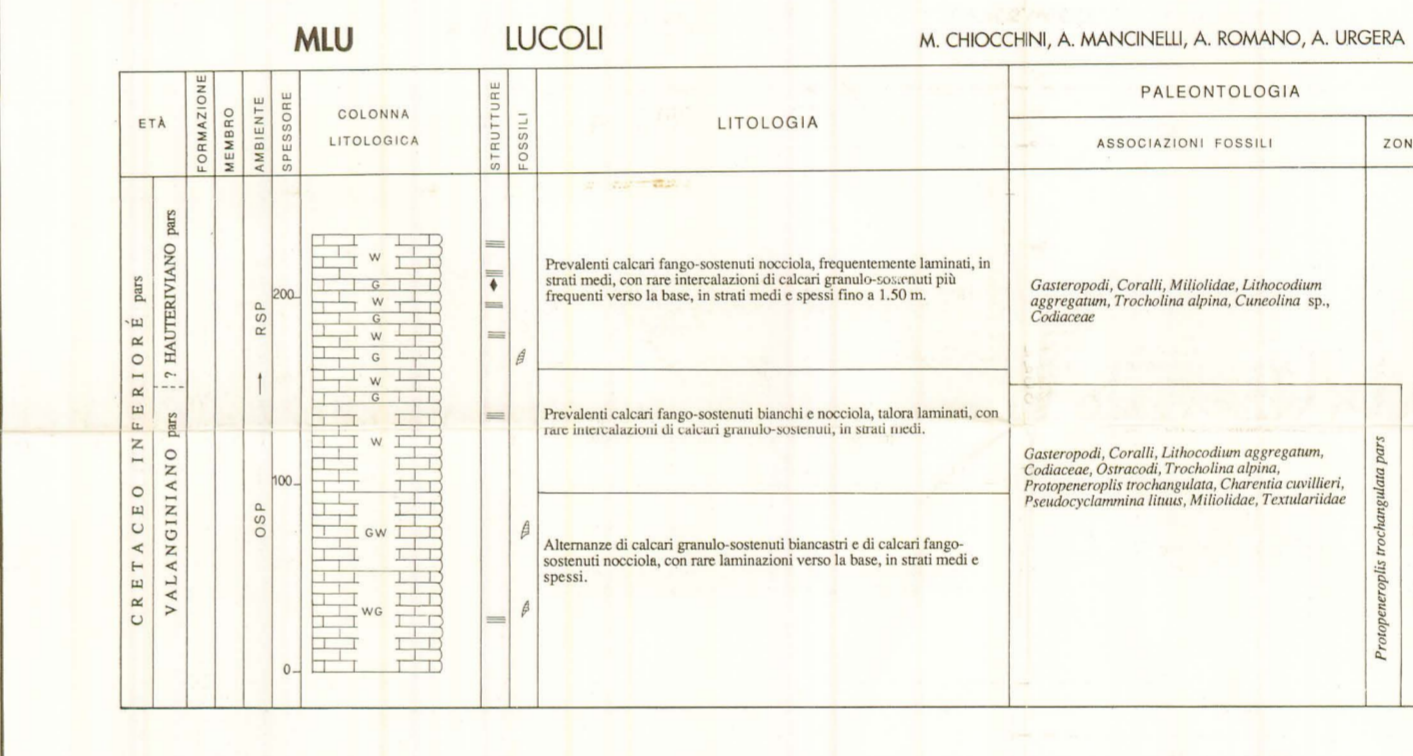 MLU LUCOLI M. CHIOCCHINI, A. MANCINELLI, A. ROMANO, A. URGERA
ETÀ
FORMAZIONE
MEMBRO
AMBIENTE
SPESSORE
COLONNA
LITOLOGICA
STRUTTURE
FOSSILI
LITOLOGIA
PALEONTOLOGIA
ASSOCIAZIONI FOSSILI
ZON
CRETACEO INFERIORE pars
VALANGINIANO pars
? HAUTERIVIANO pars
OSP → RSP
200
100
0
W
G
W
G
W
G
W
G
W
GW
WG
Prevalenti calcari fango-sostenuti nocciola, frequentemente laminati, in
strati medi, con rare intercalazioni di calcari granulo-sostenuti più
frequenti verso la base, in strati medi e spessi fino a 1.50 m.
Prevalenti calcari fango-sostenuti bianchi e nocciola, talora laminati, con
rare intercalazioni di calcari granulo-sostenuti, in strati medi.
Alternanze di calcari granulo-sostenuti biancastri e di calcari fango-
sostenuti nocciola, con rare laminazioni verso la base, in strati medi e
spessi.
Gasteropodi, Coralli, Miliolidae, Lithocodium
aggregatum, Trocholina alpina, Cuneolina sp.,
Codiaceae
Gasteropodi, Coralli, Lithocodium aggregatum,
Codiaceae, Ostracodi, Trocholina alpina,
Protopeneroplis trochangulata, Charentia cuvillieri,
Pseudocyclammina lituus, Miliolidae, Textulariidae
Protopeneroplis trochangulata pars